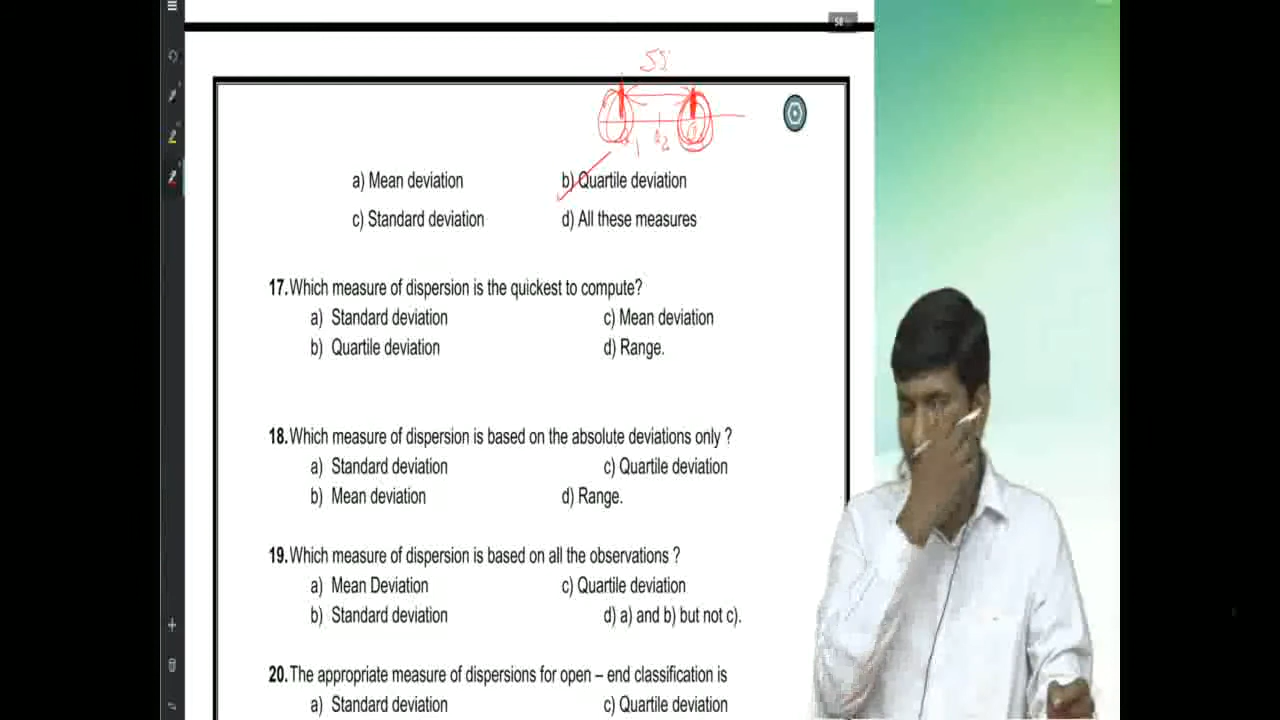 58
55
Q2
a) Mean deviation b) Quartile deviation
c) Standard deviation d) All these measures
17. Which measure of dispersion is the quickest to compute?
a) Standard deviation c) Mean deviation
b) Quartile deviation d) Range.
18. Which measure of dispersion is based on the absolute deviations only ?
a) Standard deviation c) Quartile deviation
b) Mean deviation d) Range.
19. Which measure of dispersion is based on all the observations ?
a) Mean Deviation c) Quartile deviation
b) Standard deviation d) a) and b) but not c).
20. The appropriate measure of dispersions for open – end classification is
a) Standard deviation c) Quartile deviation